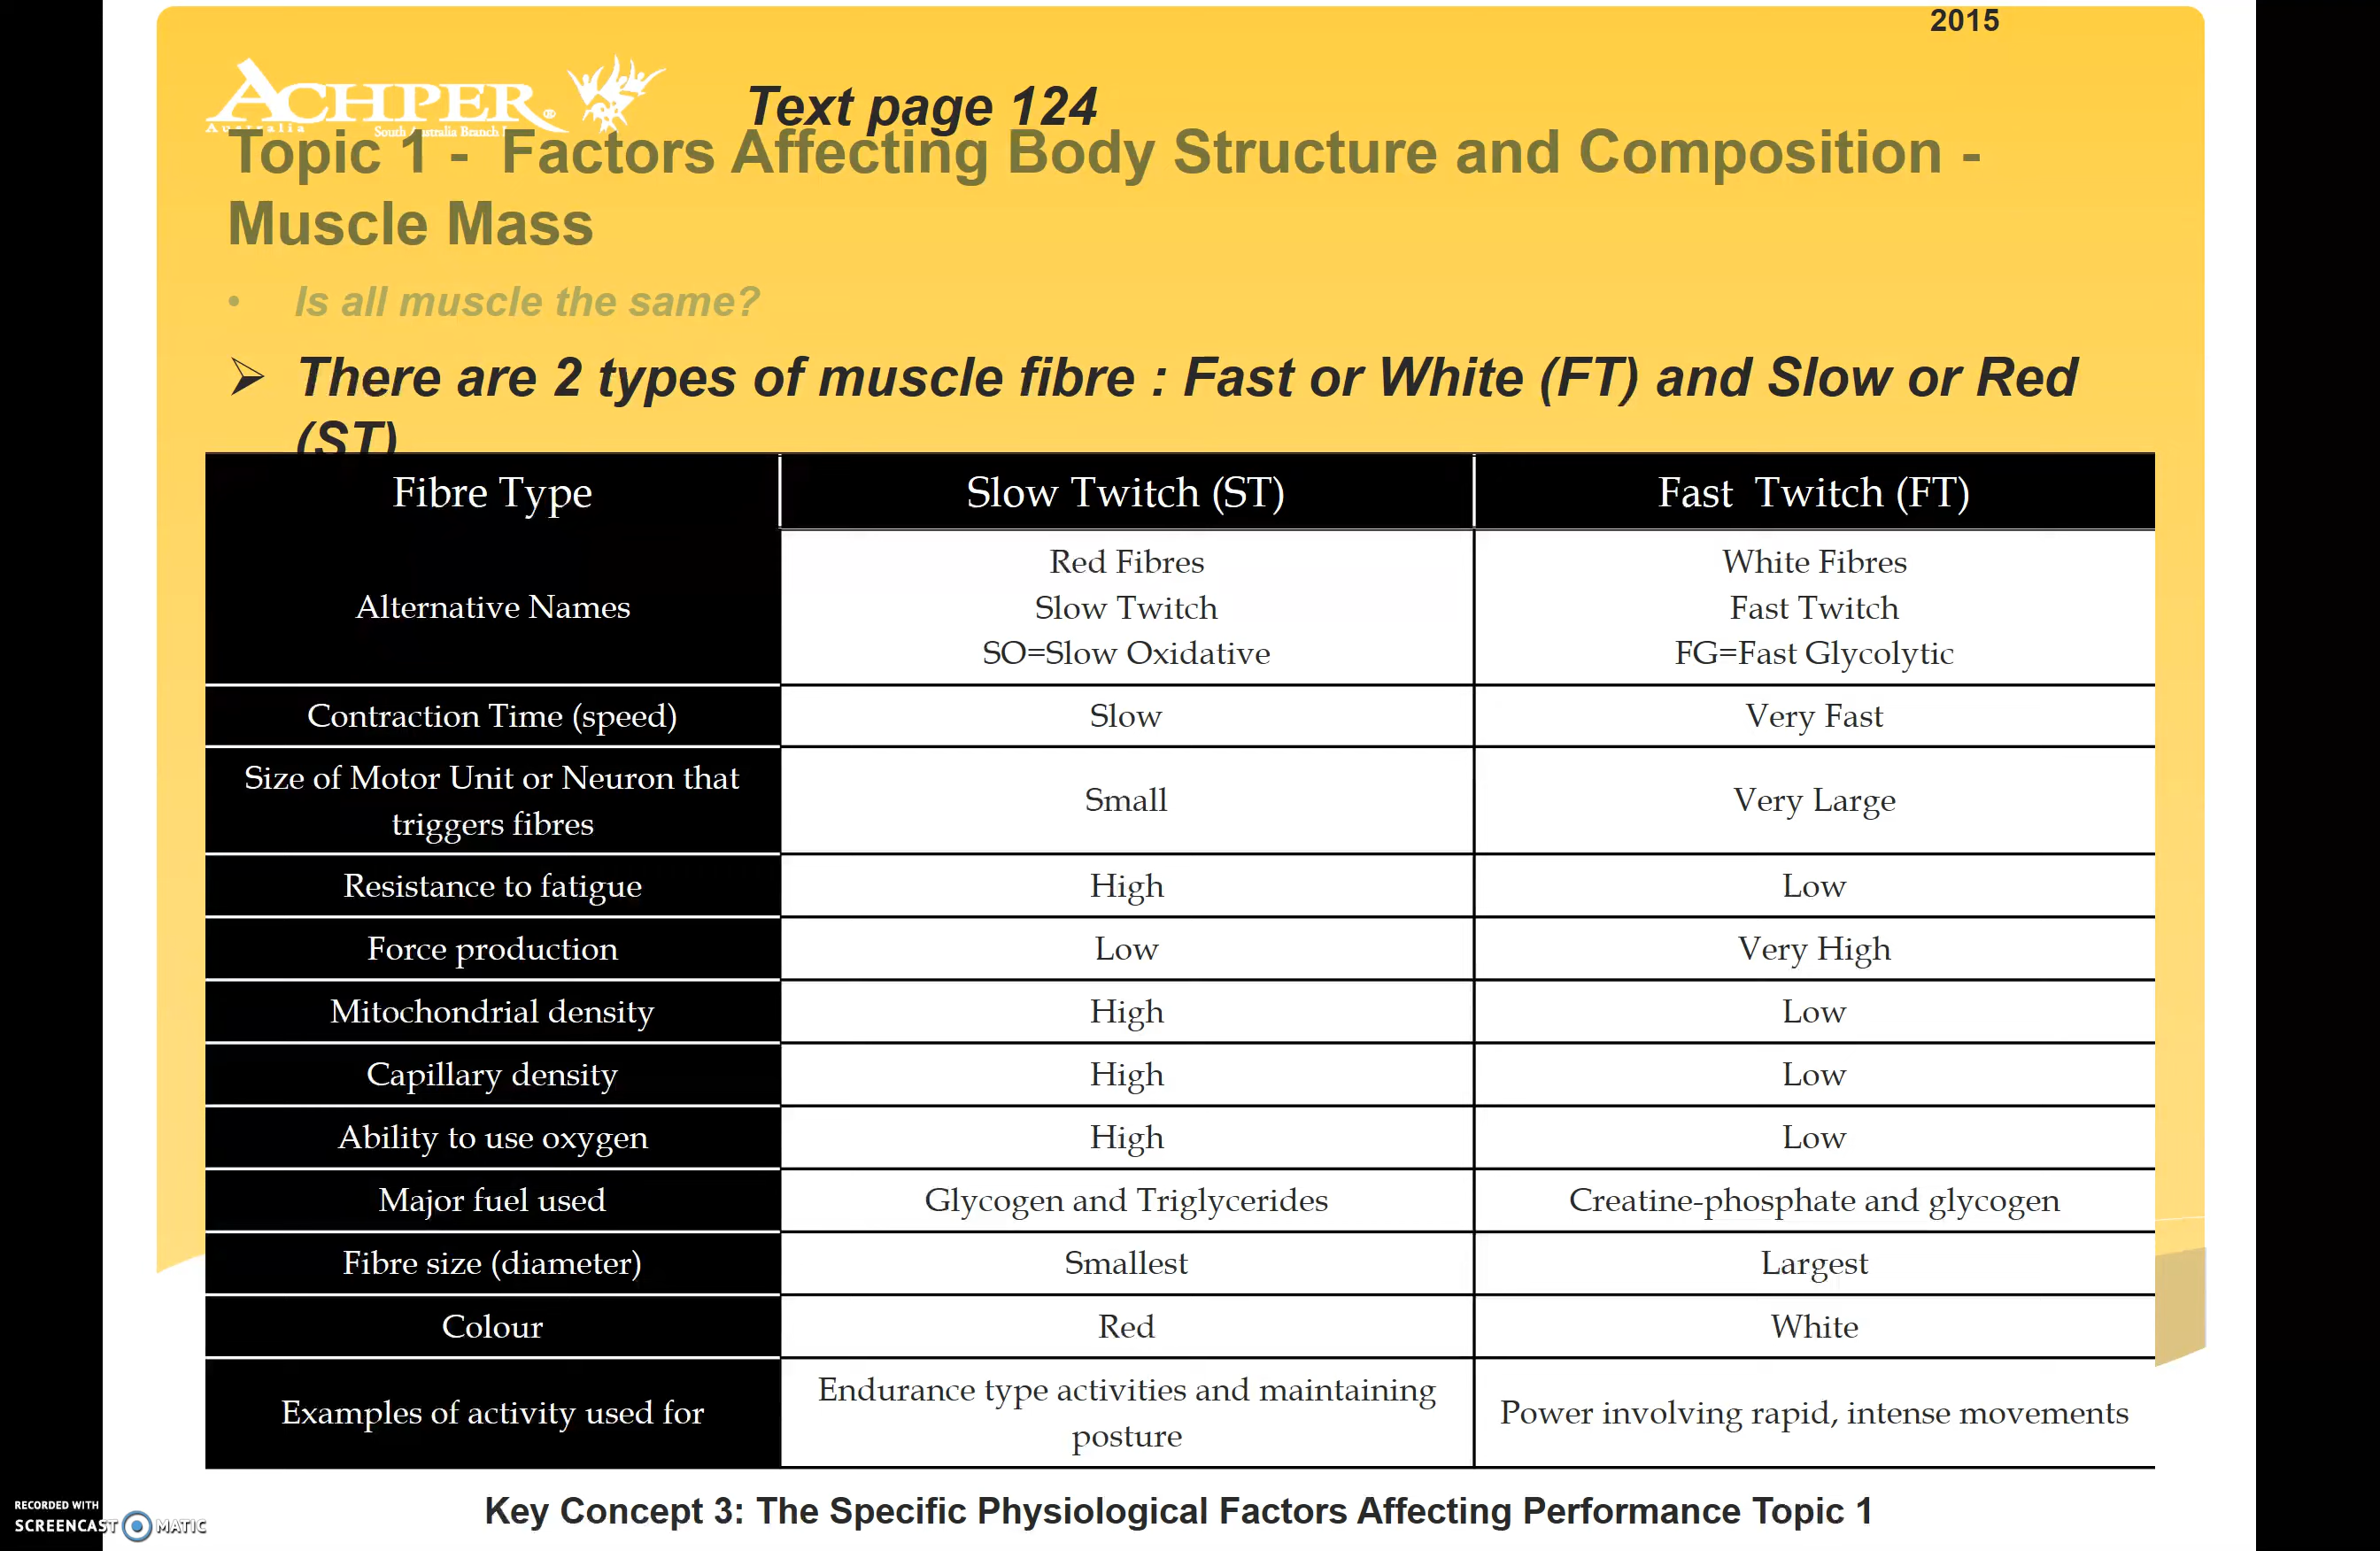 2015
ACHPER®
Australia
South Australia Branch
Text page 124
Topic 1 - Factors Affecting Body Structure and Composition -
Muscle Mass
• Is all muscle the same?
➢ There are 2 types of muscle fibre : Fast or White (FT) and Slow or Red
(ST)
Fibre Type Slow Twitch (ST) Fast Twitch (FT)
Alternative Names
Red Fibres
Slow Twitch
SO=Slow Oxidative
White Fibres
Fast Twitch
FG=Fast Glycolytic
Contraction Time (speed) Slow Very Fast
Size of Motor Unit or Neuron that
triggers fibres
Small Very Large
Resistance to fatigue High Low
Force production Low Very High
Mitochondrial density High Low
Capillary density High Low
Ability to use oxygen High Low
Major fuel used Glycogen and Triglycerides Creatine-phosphate and glycogen
Fibre size (diameter) Smallest Largest
Colour Red White
Examples of activity used for
Endurance type activities and maintaining
posture
Power involving rapid, intense movements
Key Concept 3: The Specific Physiological Factors Affecting Performance Topic 1
RECORDED WITH
SCREENCAST MATIC